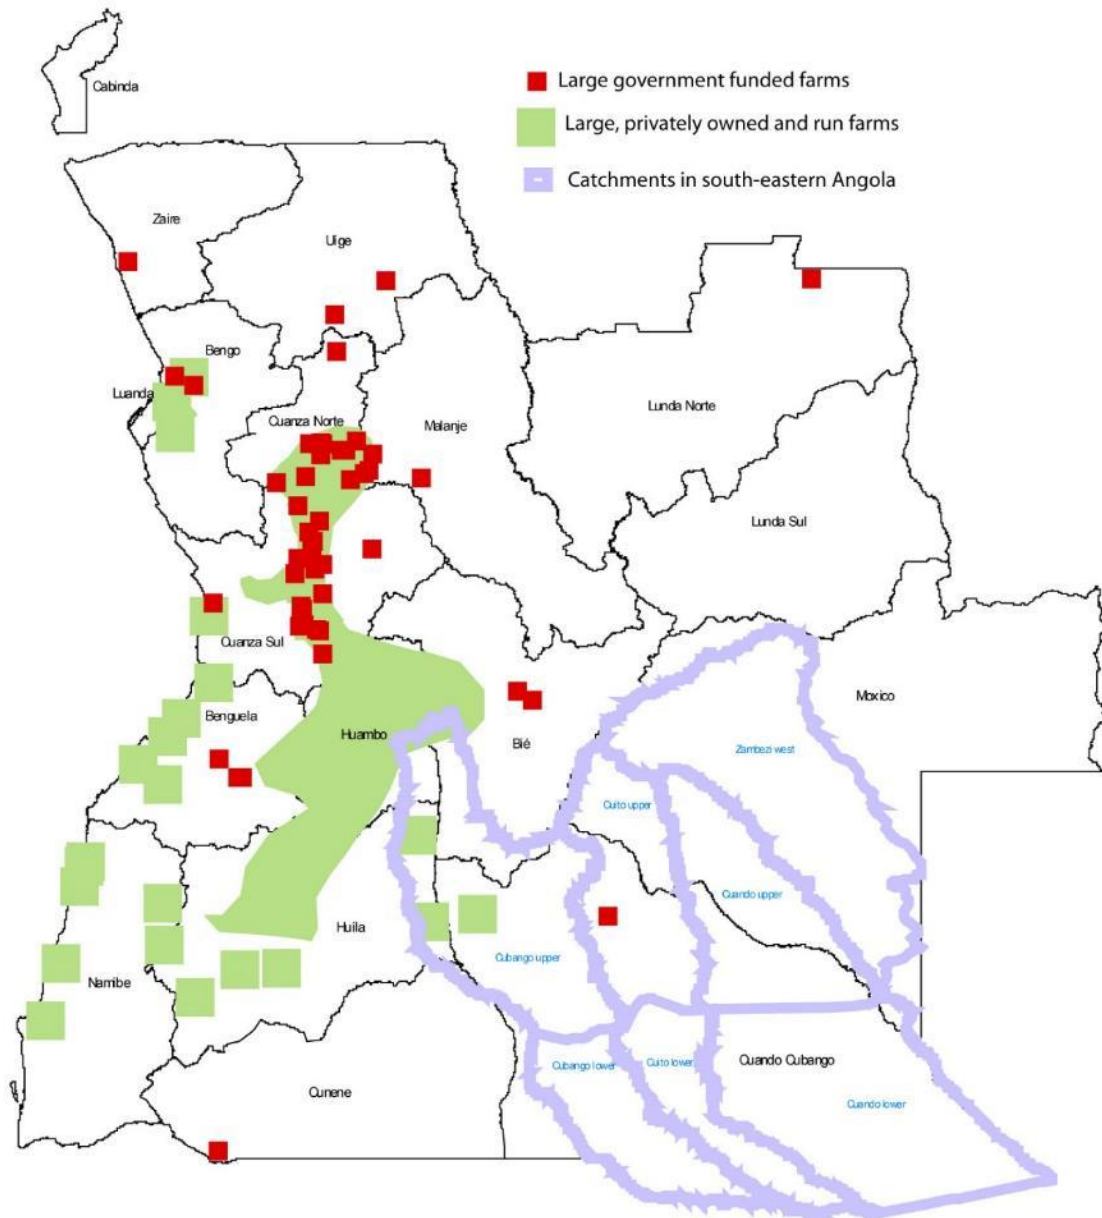 Cabinda
Large government funded farms
Large, privately owned and run farms
Catchments in south-eastern Angola
Zaire
Uíge
Bengo
Luanda
Lunda Norte
Cuanza Norte
Malanje
Lunda Sul
Cuanza Sul
Moxico
Benguela
Huambo
Bié
Zambezi west
Cuito upper
Cuando upper
Huíla
Cubango upper
Namibe
Cuando Cubango
Cubango lower
Cuito lower
Cunene
Cuando lower